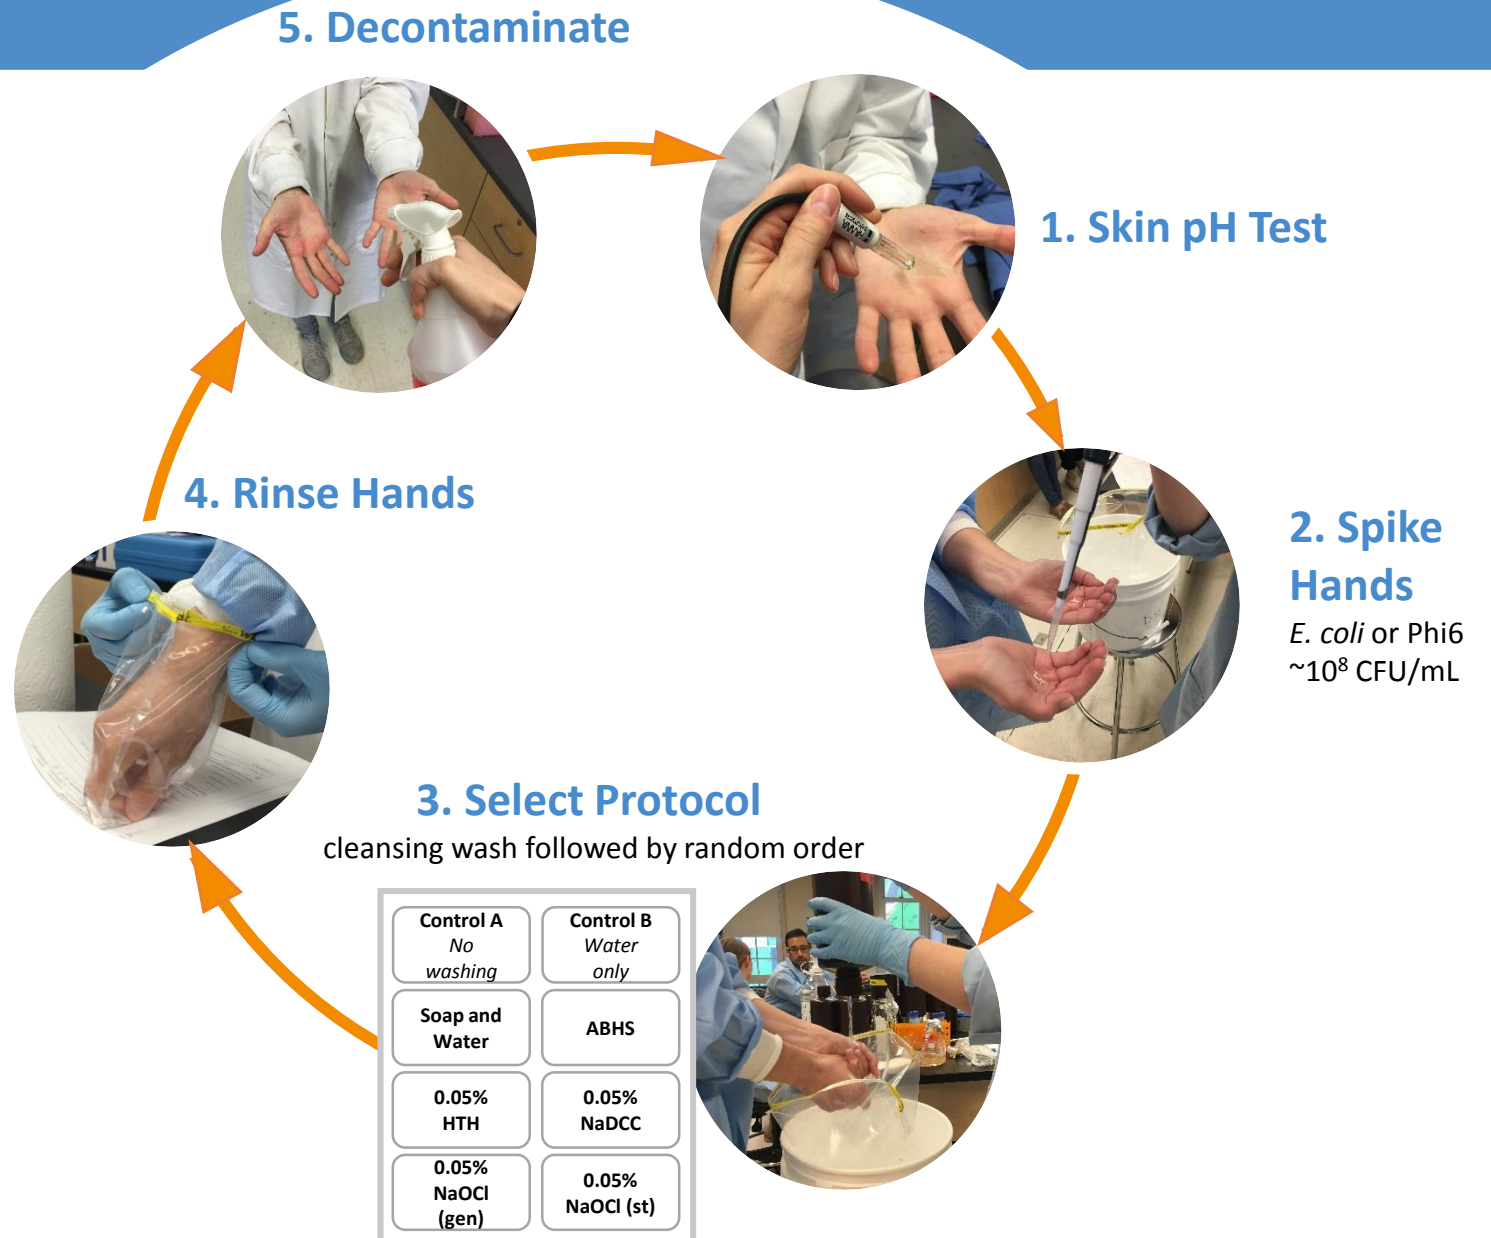 5. Decontaminate
1. Skin pH Test
2. Spike
Hands
E. coli or Phi6
~10⁸ CFU/mL
3. Select Protocol
cleansing wash followed by random order
Control A
No
washing
Control B
Water
only
Soap and
Water
ABHS
0.05%
HTH
0.05%
NaDCC
0.05%
NaOCl
(gen)
0.05%
NaOCl (st)
4. Rinse Hands
HANNA